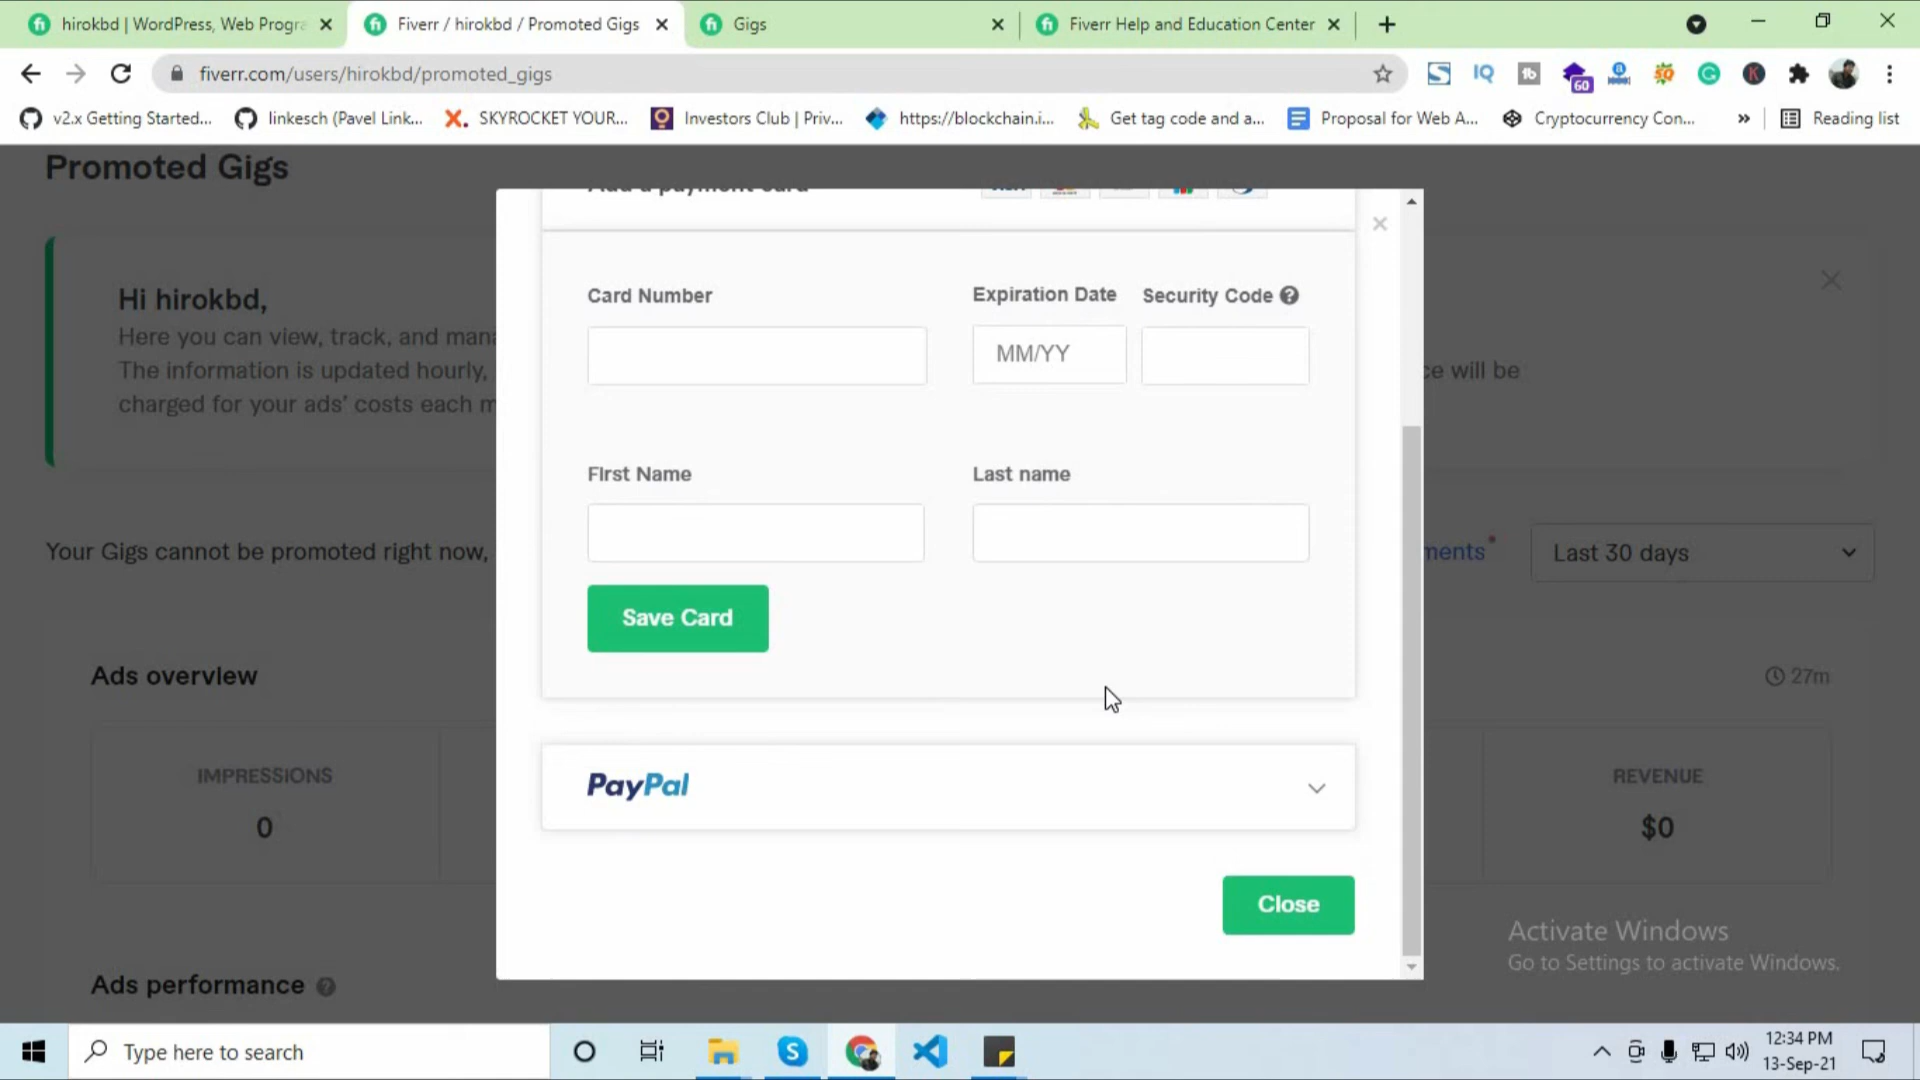 hirokbd | WordPress, Web Progra
Fiverr / hirokbd / Promoted Gigs
Gigs
Fiverr Help and Education Center
fiverr.com/users/hirokbd/promoted_gigs
60
v2.x Getting Started...
linkesch (Pavel Link...
SKYROCKET YOUR...
Investors Club | Priv...
https://blockchain.i...
Get tag code and a...
Proposal for Web A...
Cryptocurrency Con...
» Reading list
Promoted Gigs
Add a payment card
Hi hirokbd,
Here you can view, track, and mana
The information is updated hourly,
ce will be
charged for your ads' costs each m
Card Number
Expiration Date
Security Code
MM/YY
First Name
Last name
Your Gigs cannot be promoted right now,
ments*
Last 30 days
Save Card
Ads overview
27m
IMPRESSIONS
0
REVENUE
$0
PayPal
Close
Activate Windows
Go to Settings to activate Windows.
Ads performance
Type here to search
12:34 PM
13-Sep-21